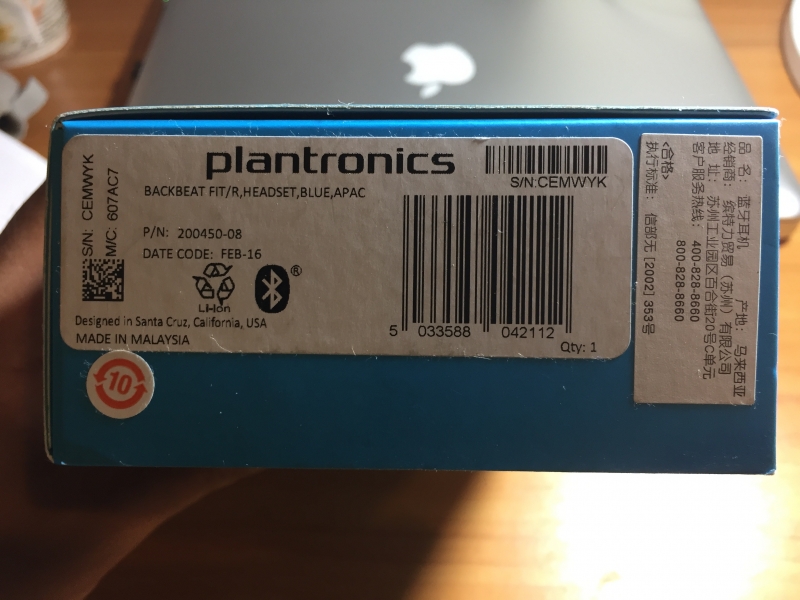 plantronics
BACKBEAT FIT/R,HEADSET,BLUE,APAC
S/N:CEMWYK
S/N: CEMWYK
M/C: 607AC7
P/N: 200450-08
DATE CODE: FEB-16
Li-Ion
®
Designed in Santa Cruz, California, USA
MADE IN MALAYSIA
5 033588 042112
Qty: 1
10
品 名: 蓝牙耳机 产地: 马来西亚
经销商: 缤特力贸易（苏州）有限公司
地 址: 苏州工业园区百合街20号C单元
客户服务热线: 400-828-8660
800-828-8660
<合格>
执行标准: 信部无 [2002] 353号